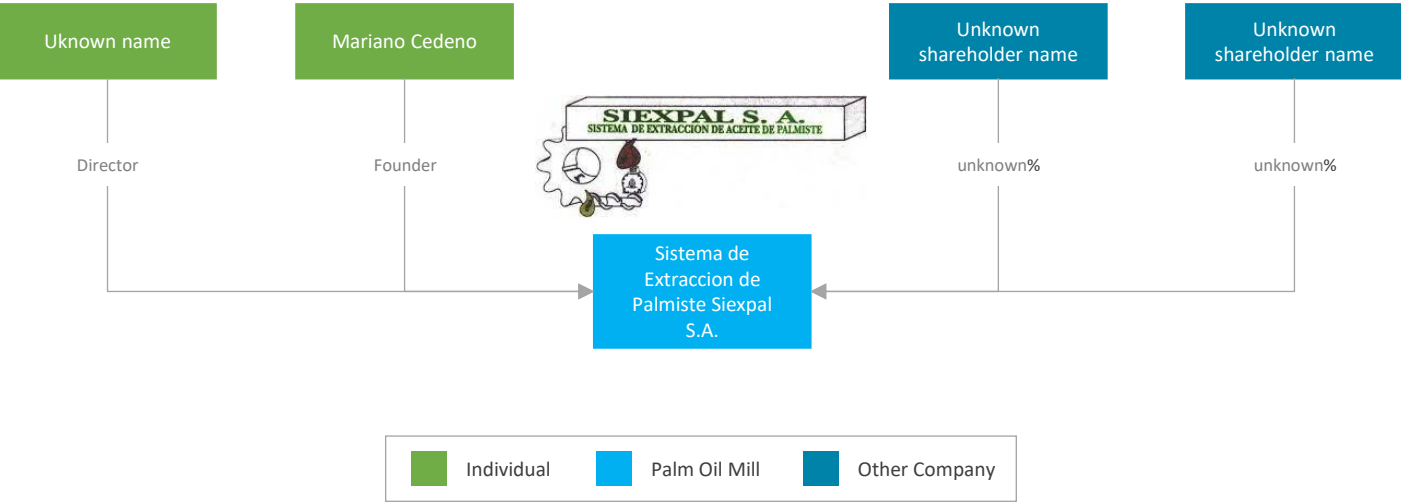 Uknown name
Mariano Cedeno
Unknown
shareholder name
Unknown
shareholder name
SIEXPAL S. A.
SISTEMA DE EXTRACCION DE ACEITE DE PALMISTE
Director
Founder
unknown%
unknown%
Sistema de
Extraccion de
Palmiste Siexpal
S.A.
Individual
Palm Oil Mill
Other Company